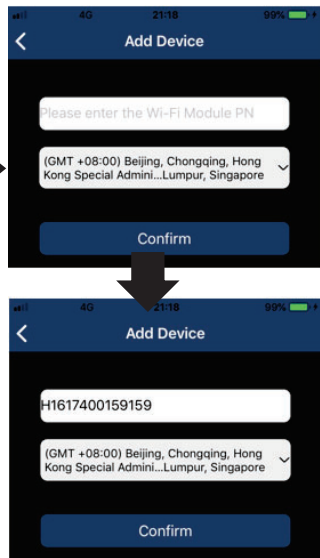 4G 21:18 99%
Add Device
Please enter the Wi-Fi Module PN
(GMT +08:00) Beijing, Chongqing, Hong
Kong Special Admini...Lumpur, Singapore
Confirm
4G 21:18 99%
Add Device
H1617400159159
(GMT +08:00) Beijing, Chongqing, Hong
Kong Special Admini...Lumpur, Singapore
Confirm